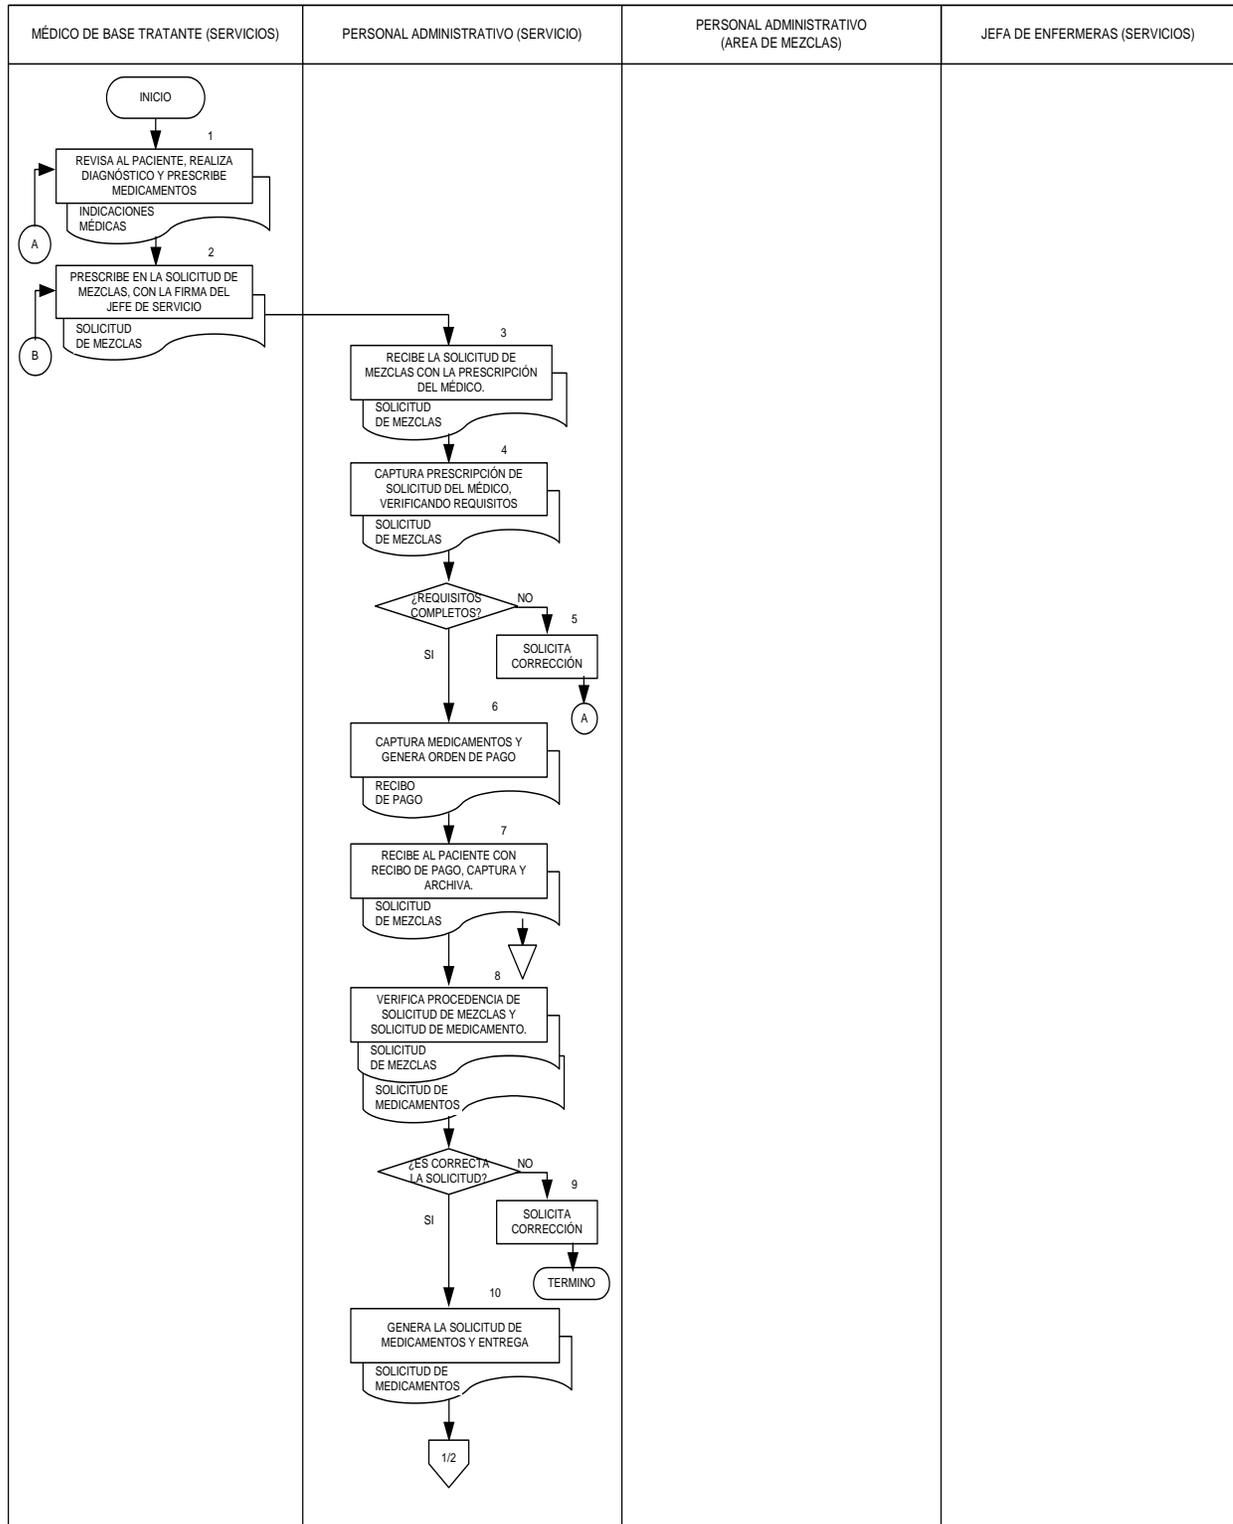 MÉDICO DE BASE TRATANTE (SERVICIOS)
PERSONAL ADMINISTRATIVO (SERVICIO)
PERSONAL ADMINISTRATIVO
(AREA DE MEZCLAS)
JEFA DE ENFERMERAS (SERVICIOS)
INICIO
1
REVISA AL PACIENTE, REALIZA
DIAGNÓSTICO Y PRESCRIBE
MEDICAMENTOS
INDICACIONES
MÉDICAS
A
2
PRESCRIBE EN LA SOLICITUD DE
MEZCLAS, CON LA FIRMA DEL
JEFE DE SERVICIO
SOLICITUD
DE MEZCLAS
B
3
RECIBE LA SOLICITUD DE
MEZCLAS CON LA PRESCRIPCIÓN
DEL MÉDICO.
SOLICITUD
DE MEZCLAS
4
CAPTURA PRESCRIPCIÓN DE
SOLICITUD DEL MÉDICO,
VERIFICANDO REQUISITOS
SOLICITUD
DE MEZCLAS
¿REQUISITOS
COMPLETOS?
NO
5
SOLICITA
CORRECCIÓN
SI
A
6
CAPTURA MEDICAMENTOS Y
GENERA ORDEN DE PAGO
RECIBO
DE PAGO
7
RECIBE AL PACIENTE CON
RECIBO DE PAGO, CAPTURA Y
ARCHIVA.
SOLICITUD
DE MEZCLAS
8
VERIFICA PROCEDENCIA DE
SOLICITUD DE MEZCLAS Y
SOLICITUD DE MEDICAMENTO.
SOLICITUD
DE MEZCLAS
SOLICITUD DE
MEDICAMENTOS
¿ES CORRECTA
LA SOLICITUD?
NO
9
SOLICITA
CORRECCIÓN
SI
TERMINO
10
GENERA LA SOLICITUD DE
MEDICAMENTOS Y ENTREGA
SOLICITUD DE
MEDICAMENTOS
1/2